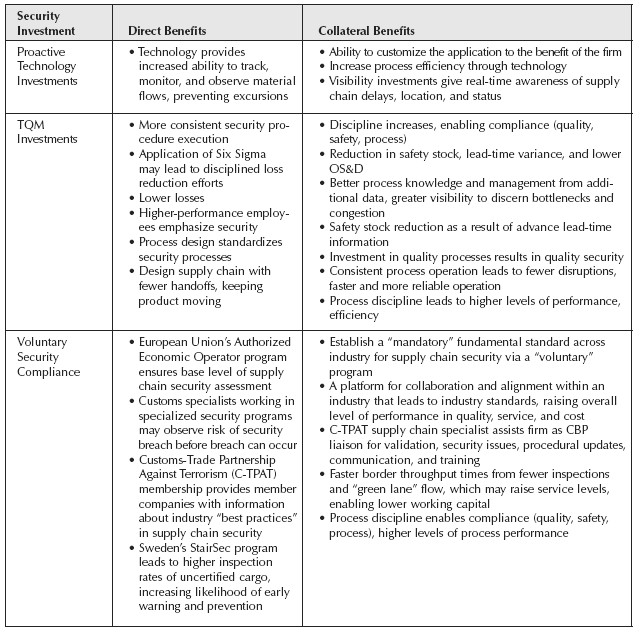 Security
Investment
Direct Benefits
Collateral Benefits
Proactive
Technology
Investments
• Technology provides
increased ability to track,
monitor, and observe material
flows, preventing excursions
• Ability to customize the application to the benefit of the firm
• Increase process efficiency through technology
• Visibility investments give real-time awareness of supply
chain delays, location, and status
TQM
Investments
• More consistent security pro-
cedure execution
• Application of Six Sigma
may lead to disciplined loss
reduction efforts
• Lower losses
• Higher-performance employ-
ees emphasize security
• Process design standardizes
security processes
• Design supply chain with
fewer handoffs, keeping
product moving
• Discipline increases, enabling compliance (quality,
safety, process)
• Reduction in safety stock, lead-time variance, and lower
OS&D
• Better process knowledge and management from addi-
tional data, greater visibility to discern bottlenecks and
congestion
• Safety stock reduction as a result of advance lead-time
information
• Investment in quality processes results in quality security
• Consistent process operation leads to fewer disruptions,
faster and more reliable operation
• Process discipline leads to higher levels of performance,
efficiency
Voluntary
Security
Compliance
• European Union's Authorized
Economic Operator program
ensures base level of supply
chain security assessment
• Customs specialists working in
specialized security programs
may observe risk of security
breach before breach can occur
• Customs-Trade Partnership
Against Terrorism (C-TPAT)
membership provides member
companies with information
about industry “best practices”
in supply chain security
• Sweden's StairSec program
leads to higher inspection
rates of uncertified cargo,
increasing likelihood of early
warning and prevention
• Establish a “mandatory” fundamental standard across
industry for supply chain security via a “voluntary”
program
• A platform for collaboration and alignment within an
industry that leads to industry standards, raising overall
level of performance in quality, service, and cost
• C-TPAT supply chain specialist assists firm as CBP
liaison for validation, security issues, procedural updates,
communication, and training
• Faster border throughput times from fewer inspections
and “green lane” flow, which may raise service levels,
enabling lower working capital
• Process discipline enables compliance (quality, safety,
process), higher levels of process performance